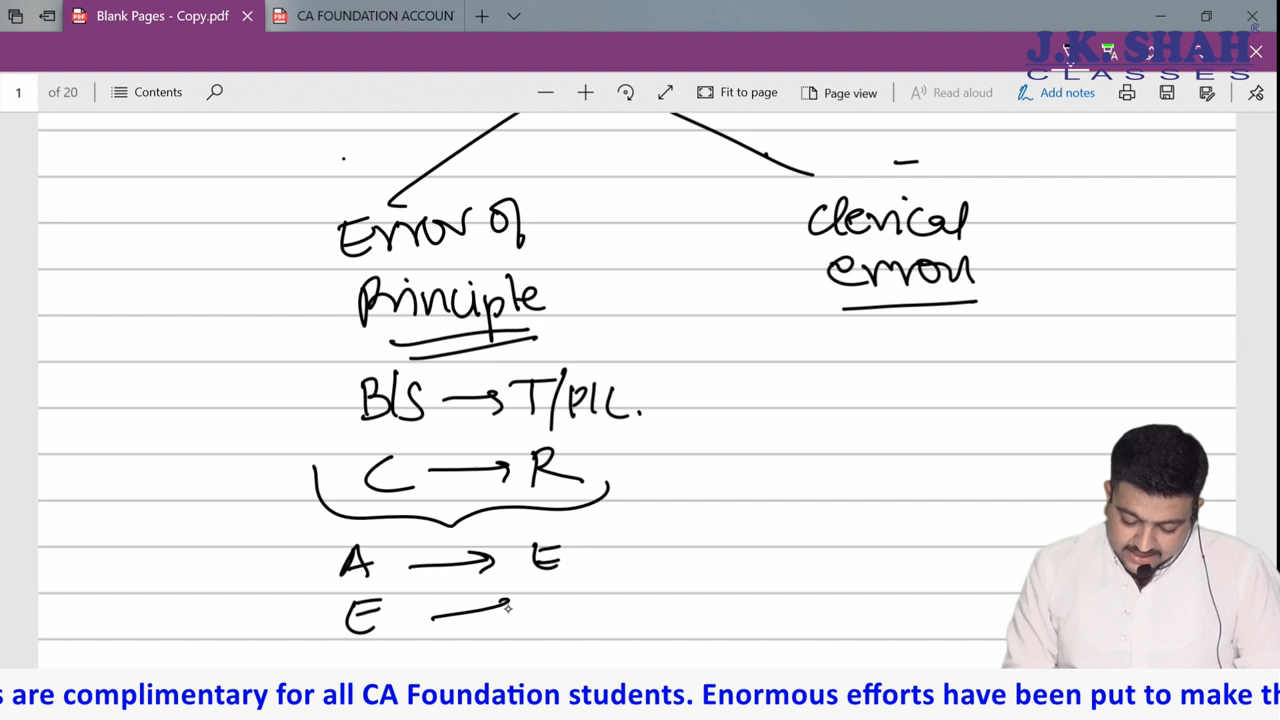 Blank Pages - Copy.pdf
CA FOUNDATION ACCOUN
J.K. SHAH®
CLASSES
1 of 20
Contents
Fit to page
Page view
Read aloud
Add notes
Error of
Principle
Clerical
error
B/S → T/P/L.
C → R
A → E
E →
s are complimentary for all CA Foundation students. Enormous efforts have been put to make th